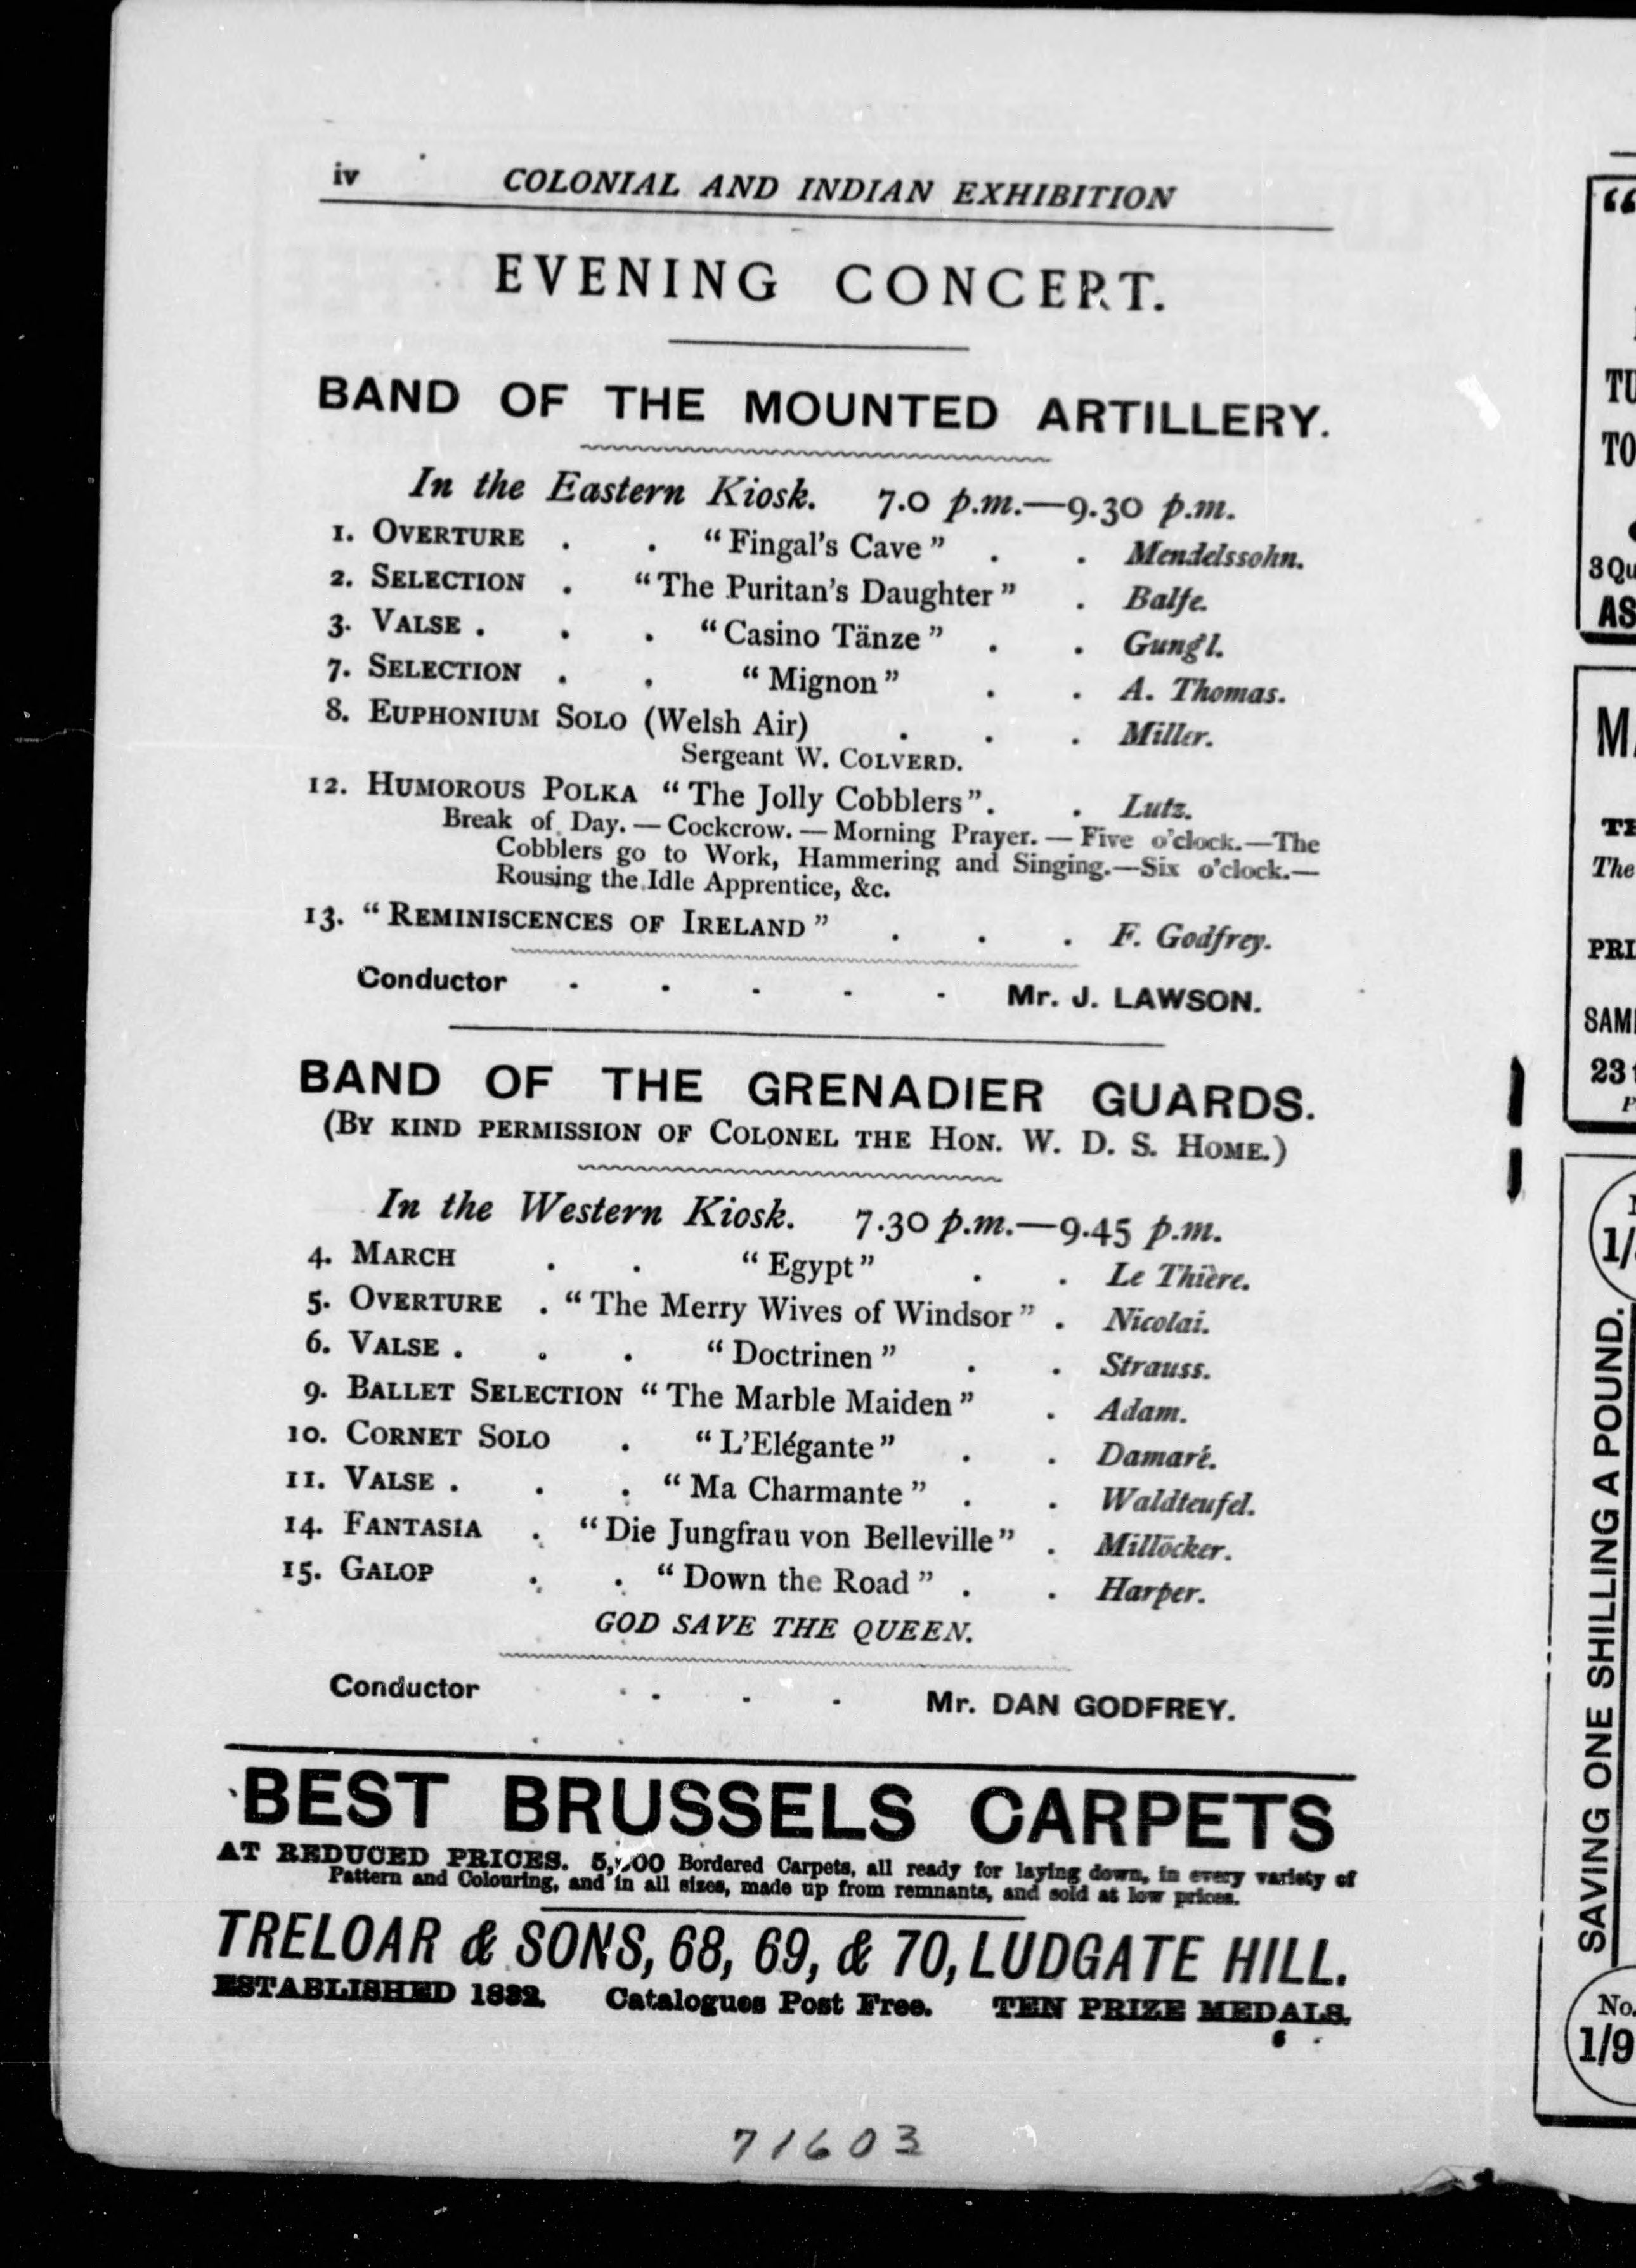 iv COLONIAL AND INDIAN EXHIBITION
EVENING CONCERT.
BAND OF THE MOUNTED ARTILLERY.
In the Eastern Kiosk. 7.0 p.m.—9.30 p.m.
1. OVERTURE . . "Fingal's Cave" . . Mendelssohn.
2. SELECTION . "The Puritan's Daughter" . Balfe.
3. VALSE . . . "Casino Tänze" . . Gung'l.
7. SELECTION . . "Mignon" . . A. Thomas.
8. EUPHONIUM SOLO (Welsh Air) . . . Miller.
Sergeant W. COLVERD.
12. HUMOROUS POLKA "The Jolly Cobblers". . Lutz.
Break of Day.—Cockcrow.—Morning Prayer.—Five o'clock.—The
Cobblers go to Work, Hammering and Singing.—Six o'clock.—
Rousing the Idle Apprentice, &c.
13. "REMINISCENCES OF IRELAND" . . . F. Godfrey.
Conductor . . . . . Mr. J. LAWSON.
BAND OF THE GRENADIER GUARDS.
(BY KIND PERMISSION OF COLONEL THE HON. W. D. S. HOME.)
In the Western Kiosk. 7.30 p.m.—9.45 p.m.
4. MARCH . . "Egypt" . . Le Thière.
5. OVERTURE . "The Merry Wives of Windsor" . Nicolai.
6. VALSE . . . "Doctrinen" . . Strauss.
9. BALLET SELECTION "The Marble Maiden" . Adam.
10. CORNET SOLO . "L'Elégante" . . Damaré.
11. VALSE . . . "Ma Charmante" . . Waldteufel.
14. FANTASIA . "Die Jungfrau von Belleville" . Millöcker.
15. GALOP . . "Down the Road" . . Harper.
GOD SAVE THE QUEEN.
Conductor . . . . Mr. DAN GODFREY.
BEST BRUSSELS CARPETS
AT REDUCED PRICES. Bordered Carpets, all ready for laying down, in every variety of
Pattern and Colouring, and in all sizes, made up from remnants, and sold at low prices.
TRELOAR & SONS, 68, 69, & 70, LUDGATE HILL.
ESTABLISHED 1832. Catalogues Post Free. TEN PRIZE MEDALS.
6
71603
TO
The
23
SAVING ONE SHILLING A POUND.
No.
1/9